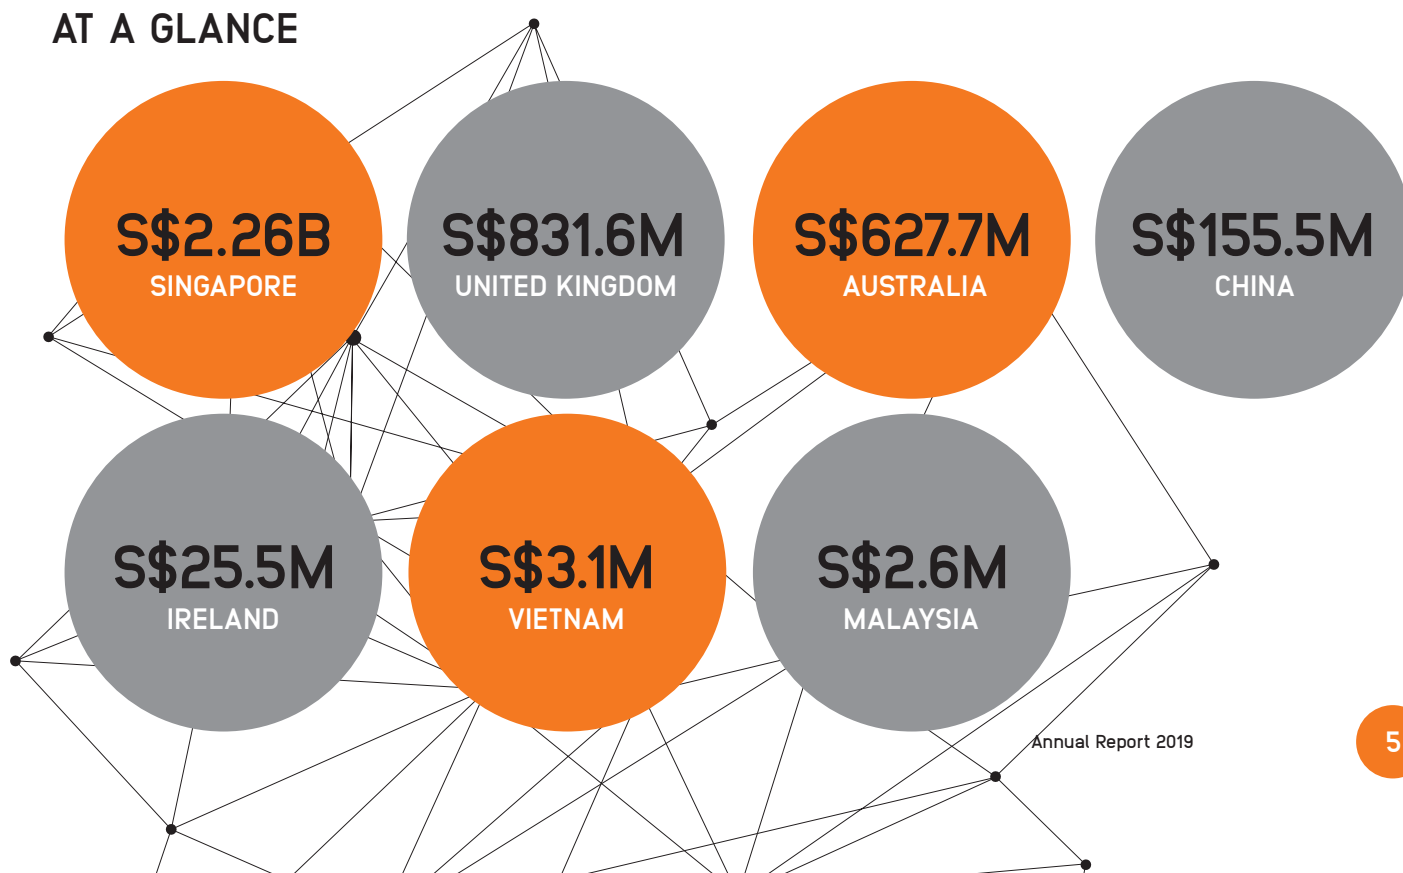 AT A GLANCE
S$2.26B
SINGAPORE
S$831.6M
UNITED KINGDOM
S$627.7M
AUSTRALIA
S$155.5M
CHINA
S$25.5M
IRELAND
S$3.1M
VIETNAM
S$2.6M
MALAYSIA
Annual Report 2019
5